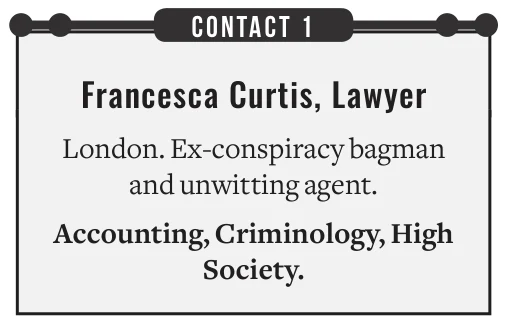 CONTACT 1
Francesca Curtis, Lawyer
London. Ex-conspiracy bagman
and unwitting agent.
Accounting, Criminology, High
Society.